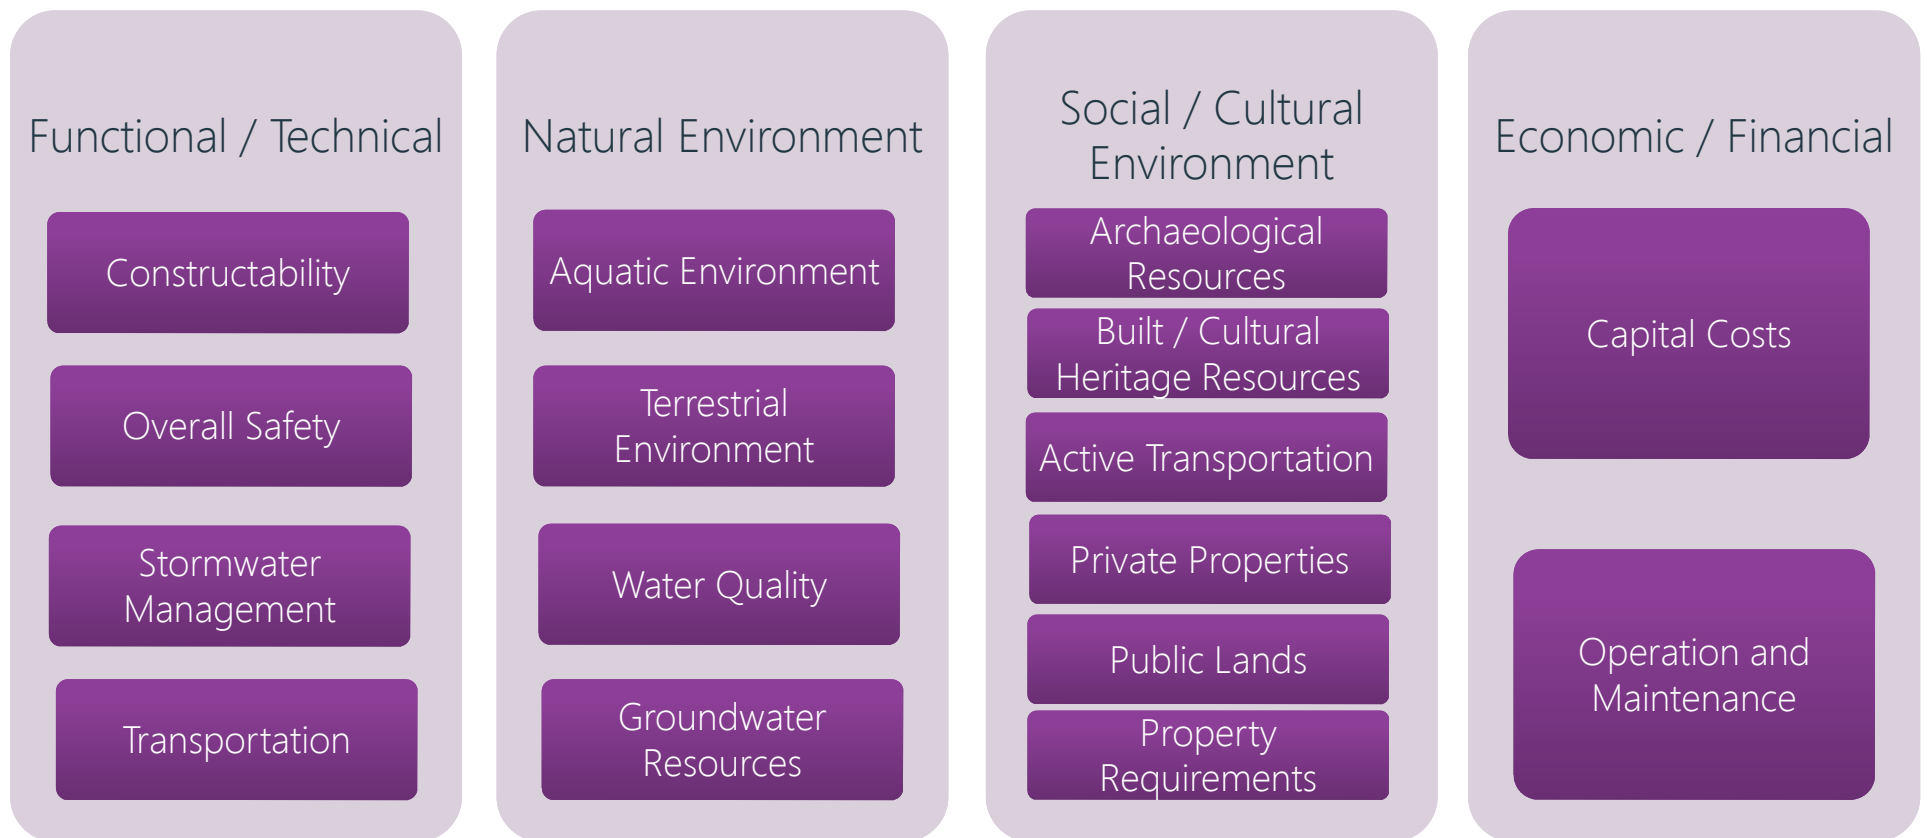 Functional / Technical
Constructability
Overall Safety
Stormwater
Management
Transportation
Natural Environment
Aquatic Environment
Terrestrial
Environment
Water Quality
Groundwater
Resources
Social / Cultural
Environment
Archaeological
Resources
Built / Cultural
Heritage Resources
Active Transportation
Private Properties
Public Lands
Property
Requirements
Economic / Financial
Capital Costs
Operation and
Maintenance